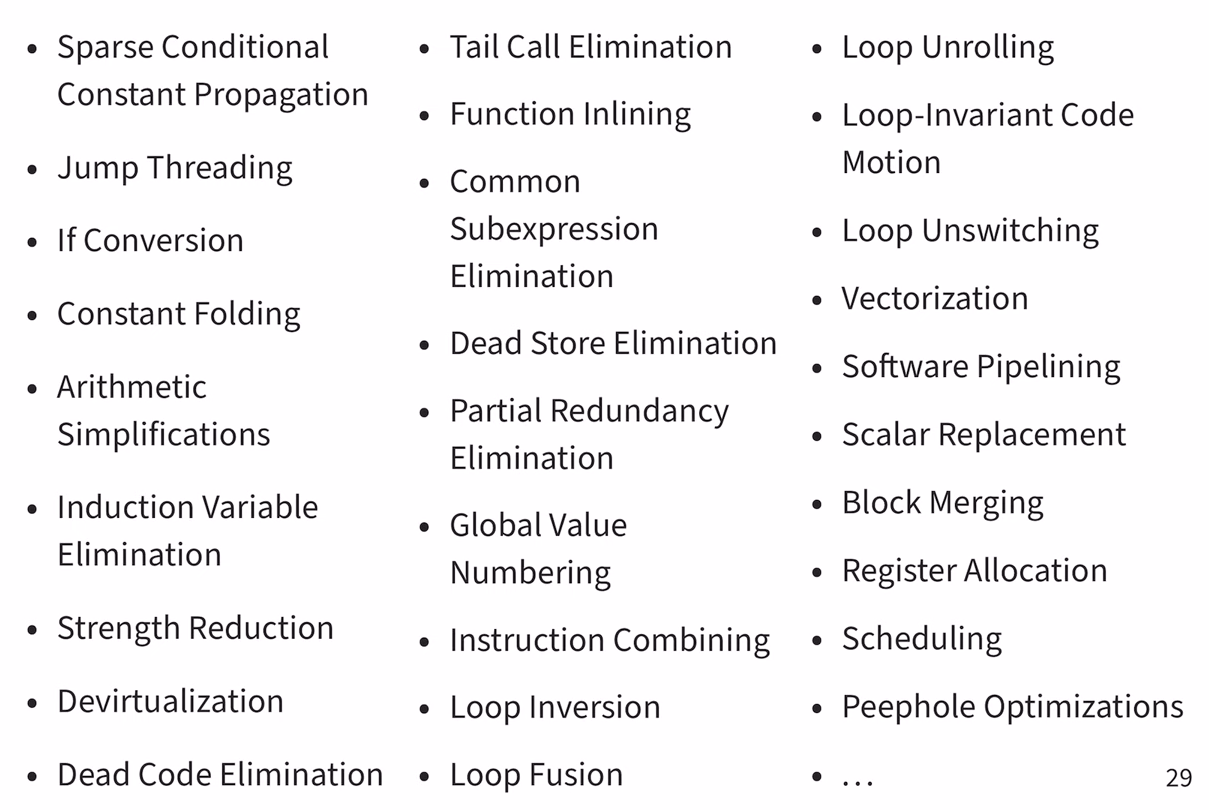 • Sparse Conditional
Constant Propagation
• Jump Threading
• If Conversion
• Constant Folding
• Arithmetic
Simplifications
• Induction Variable
Elimination
• Strength Reduction
• Devirtualization
• Dead Code Elimination
• Tail Call Elimination
• Function Inlining
• Common
Subexpression
Elimination
• Dead Store Elimination
• Partial Redundancy
Elimination
• Global Value
Numbering
• Instruction Combining
• Loop Inversion
• Loop Fusion
• Loop Unrolling
• Loop-Invariant Code
Motion
• Loop Unswitching
• Vectorization
• Software Pipelining
• Scalar Replacement
• Block Merging
• Register Allocation
• Scheduling
• Peephole Optimizations
• ...
29